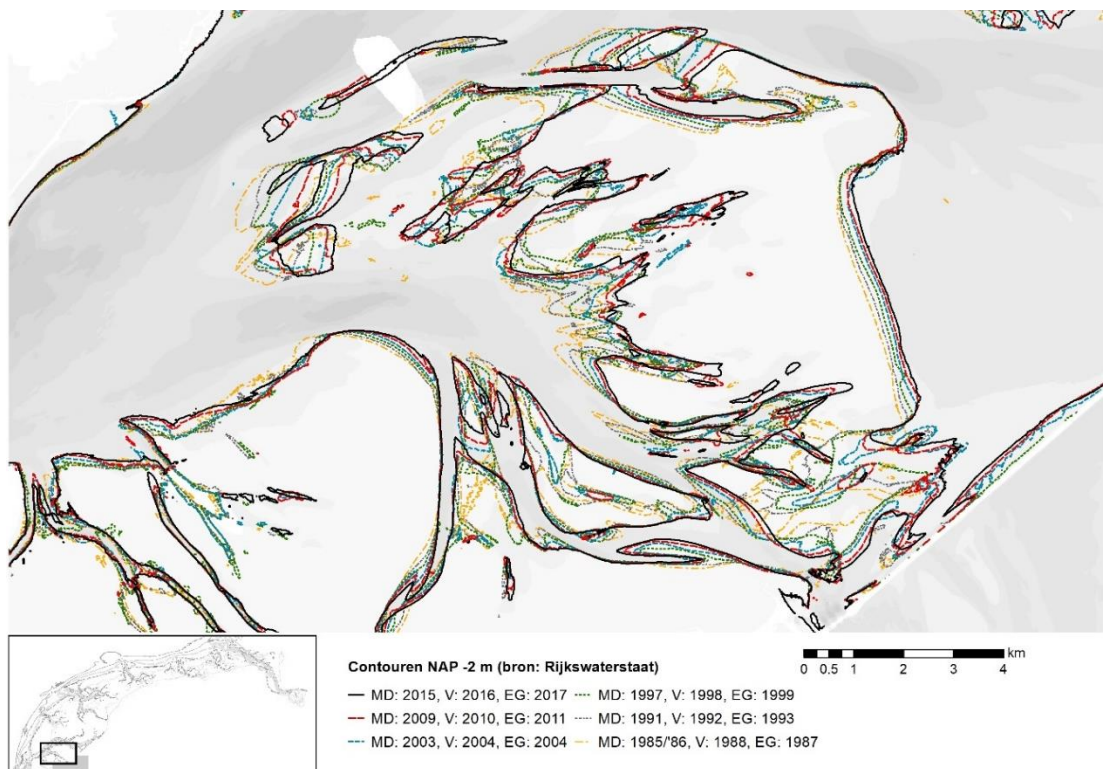 Contouren NAP -2 m (bron: Rijkswaterstaat)
MD: 2015, V: 2016, EG: 2017 MD: 1997, V: 1998, EG: 1999
MD: 2009, V: 2010, EG: 2011 MD: 1991, V: 1992, EG: 1993
MD: 2003, V: 2004, EG: 2004 MD: 1985/'86, V: 1988, EG: 1987
km
0 0.5 1 2 3 4